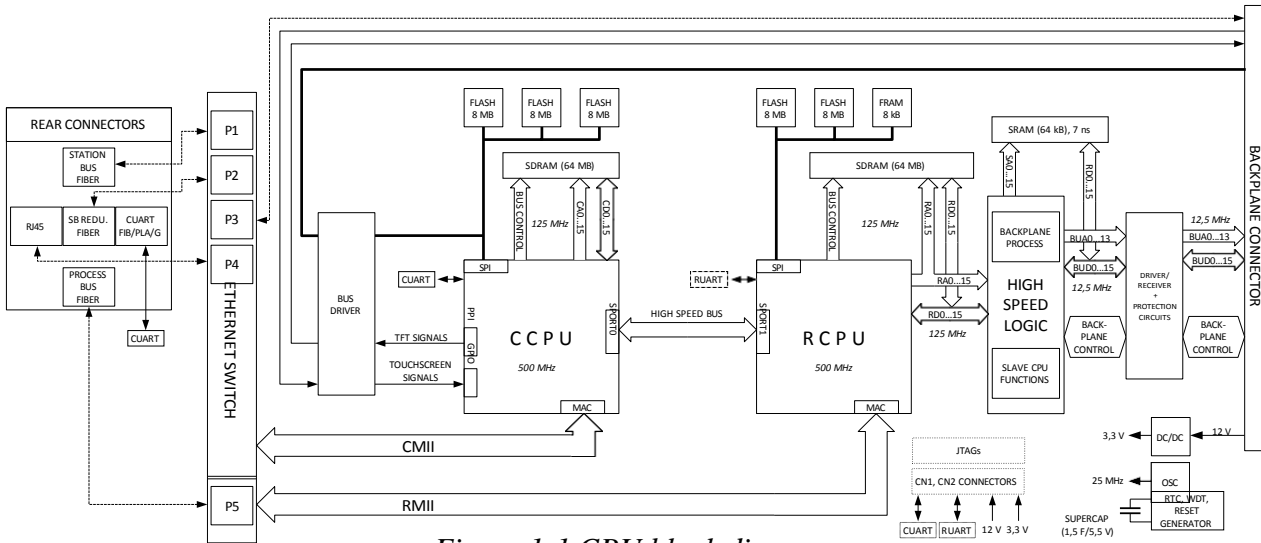 REAR CONNECTORS
STATION
BUS
FIBER
RJ45
SB REDU.
FIBER
CUART
FIB/PLA/G
PROCESS
BUS
FIBER
CUART
ETHERNET SWITCH
P1
P2
P3
P4
P5
BUS
DRIVER
TFT SIGNALS
TOUCHSCREEN
SIGNALS
CUART
FLASH
8 MB
FLASH
8 MB
FLASH
8 MB
SDRAM (64 MB)
BUS CONTROL
125 MHz
CA0...15
CD0...15
SPI
PPI
GPIO
CCPU
500 MHz
SPORT0
MAC
HIGH SPEED BUS
CMII
RMII
FLASH
8 MB
FLASH
8 MB
FRAM
8 kB
SDRAM (64 MB)
BUS CONTROL
125 MHz
RA0...15
RD0...15
RUART
SPI
SPORT1
RCPU
500 MHz
MAC
RA0...15
RD0...15
125 MHz
SRAM (64 kB), 7 ns
SA0...15
RD0...15
BACKPLANE
PROCESS
HIGH
SPEED
LOGIC
SLAVE CPU
FUNCTIONS
BUA0...13
BUD0...15
12,5 MHz
BACK-
PLANE
CONTROL
DRIVER/
RECEIVER
+
PROTECTION
CIRCUITS
12,5 MHz
BUA0...13
BUD0...15
BACK-
PLANE
CONTROL
BACKPLANE CONNECTOR
JTAGs
CN1, CN2 CONNECTORS
CUART
RUART
12 V
3,3 V
3,3 V
DC/DC
12 V
25 MHz
OSC
RTC, WDT,
RESET
GENERATOR
SUPERCAP
(1,5 F/5,5 V)